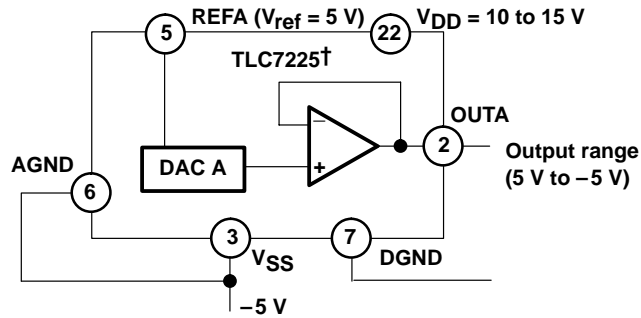 REFA (Vref = 5 V)
VDD = 10 to 15 V
5
22
TLC7225†
−
+
OUTA
2
DAC A
Output range
(5 V to −5 V)
AGND
6
3
VSS
7
DGND
−5 V